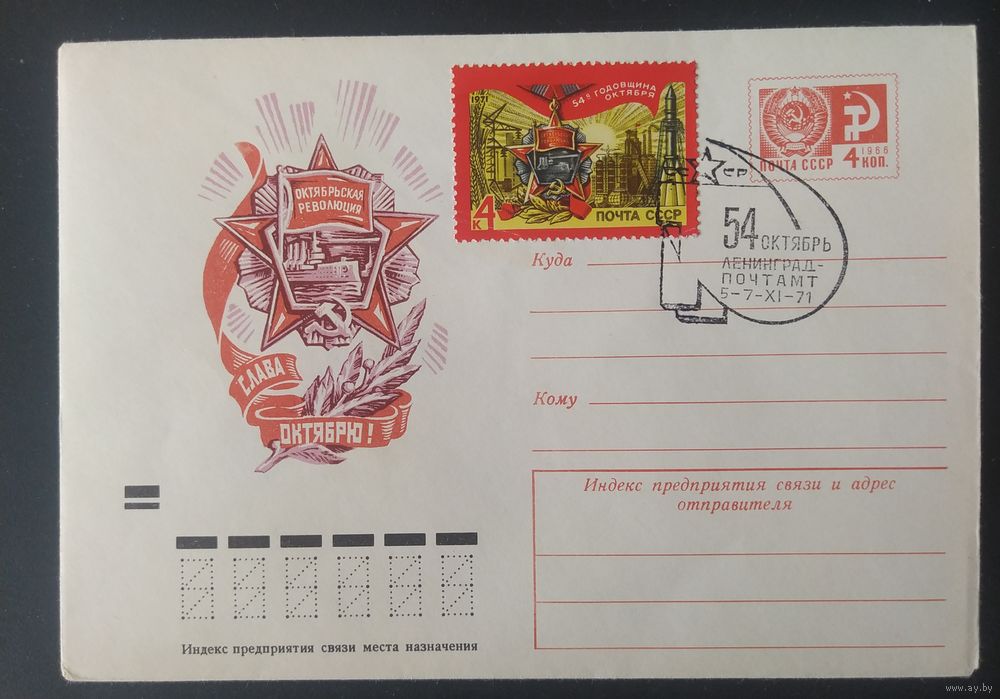 ОКТЯБРЬСКАЯ
РЕВОЛЮЦИЯ
СЛАВА
ОКТЯБРЮ!
1971
54я ГОДОВЩИНА
ОКТЯБРЯ
4
К
ПОЧТА СССР
ПОЧТА СССР
1966
4 КОП.
54 ОКТЯБРЬ
ЛЕНИНГРАД-
ПОЧТАМТ
5-7-XI-71
Куда
Кому
Индекс предприятия связи и адрес
отправителя
Индекс предприятия связи места назначения
www.ay.by